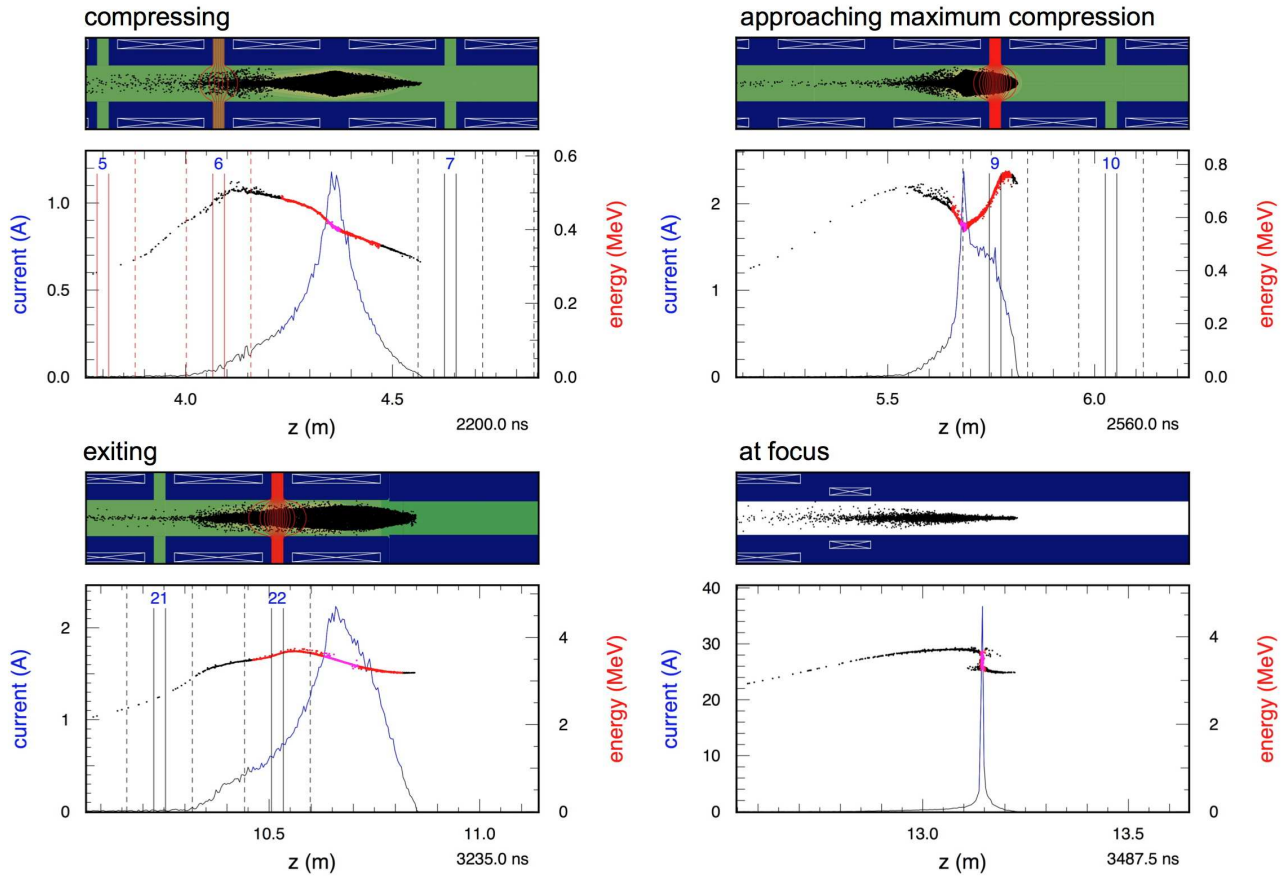 compressing
approaching maximum compression
5 6 7
9 10
current (A)
1.0
0.5
0.0
0.6
0.4
0.2
0.0
energy (MeV)
current (A)
2
1
0
0.8
0.6
0.4
0.2
0.0
energy (MeV)
4.0 4.5
z (m)
2200.0 ns
5.5 6.0
z (m)
2560.0 ns
exiting
at focus
21 22
current (A)
2
1
0
4
2
0
energy (MeV)
current (A)
40
30
20
10
0
4
2
0
energy (MeV)
10.5 11.0
z (m)
3235.0 ns
13.0 13.5
z (m)
3487.5 ns